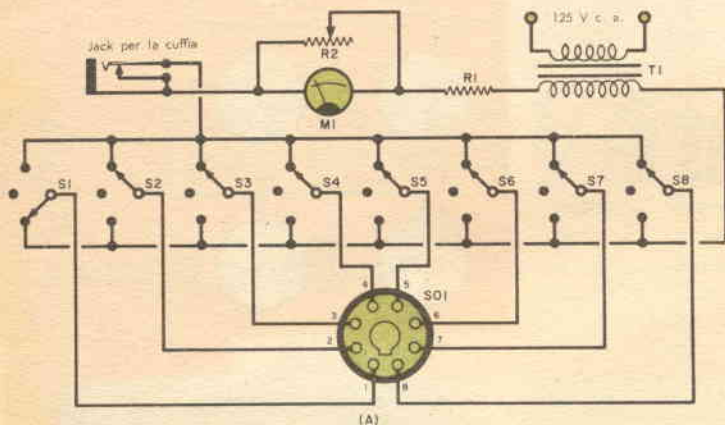 125 V c. a.
Jack per la cuffia
R2
T1
R1
M1
S1
S2
S3
S4
S5
S6
S7
S8
4
5
SO1
3
6
2
7
1
8
(A)